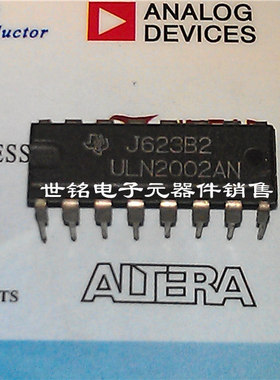 ductor
ANALOG
DEVICES
ESS
J623B2
ULN2002AN
世铭电子元器件销售
TS
ALTERA